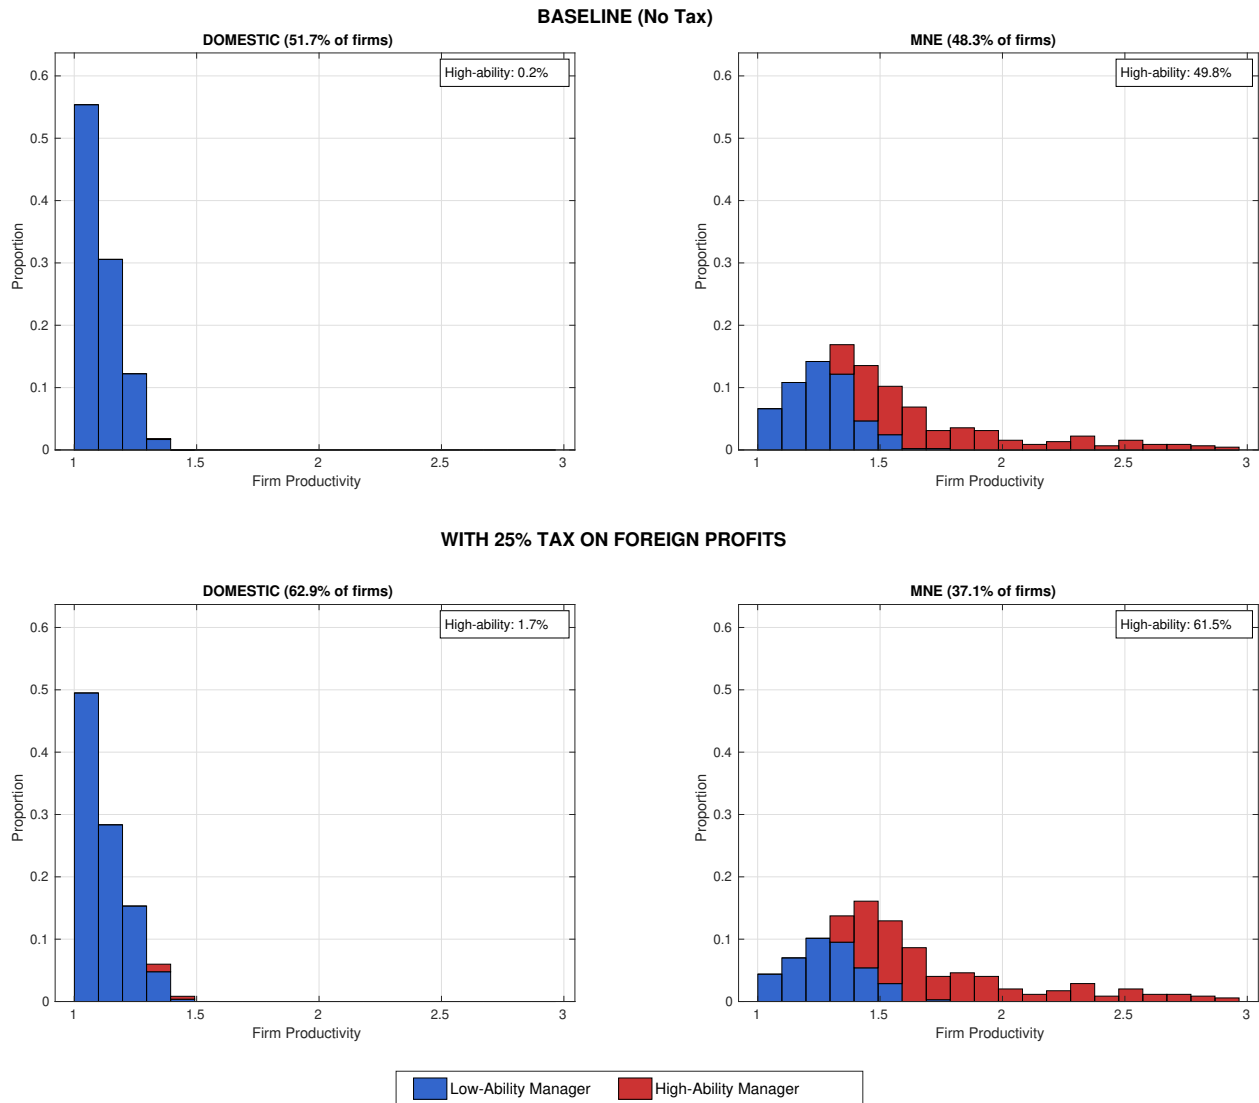 BASELINE (No Tax)
DOMESTIC (51.7% of firms)
High-ability: 0.2%
0.6
0.5
0.4
0.3
0.2
0.1
0
Proportion
1
1.5
2
2.5
3
Firm Productivity
MNE (48.3% of firms)
High-ability: 49.8%
0.6
0.5
0.4
0.3
0.2
0.1
0
Proportion
1
1.5
2
2.5
3
Firm Productivity
WITH 25% TAX ON FOREIGN PROFITS
DOMESTIC (62.9% of firms)
High-ability: 1.7%
0.6
0.5
0.4
0.3
0.2
0.1
0
Proportion
1
1.5
2
2.5
3
Firm Productivity
MNE (37.1% of firms)
High-ability: 61.5%
0.6
0.5
0.4
0.3
0.2
0.1
0
Proportion
1
1.5
2
2.5
3
Firm Productivity
Low-Ability Manager
High-Ability Manager